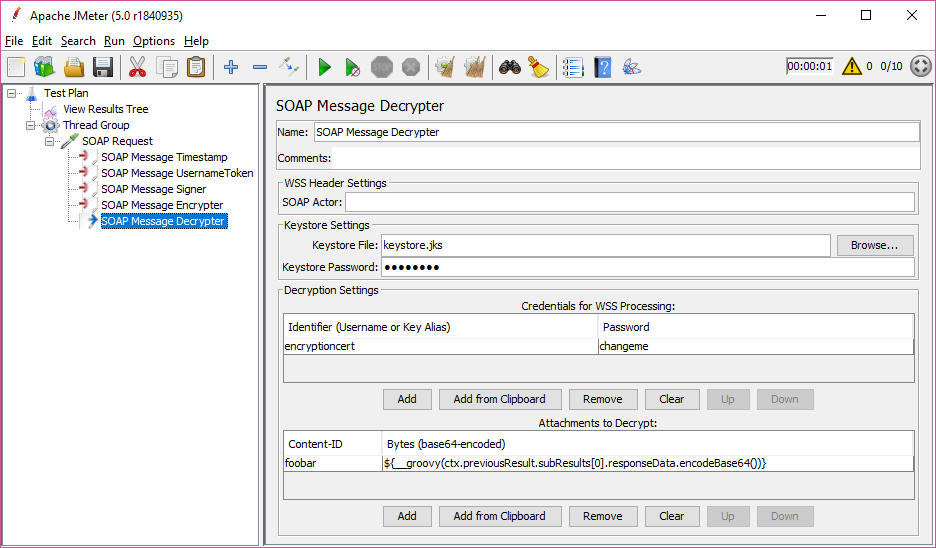 Apache JMeter (5.0 r1840935)
File Edit Search Run Options Help
00:00:01 0 0/10
Test Plan
View Results Tree
Thread Group
SOAP Request
SOAP Message Timestamp
SOAP Message UsernameToken
SOAP Message Signer
SOAP Message Encrypter
SOAP Message Decrypter
SOAP Message Decrypter
Name: SOAP Message Decrypter
Comments:
WSS Header Settings
SOAP Actor:
Keystore Settings
Keystore File: keystore.jks Browse...
Keystore Password: ●●●●●●●●
Decryption Settings
Credentials for WSS Processing:
Identifier (Username or Key Alias) Password
encryptioncert changeme
Add Add from Clipboard Remove Clear Up Down
Attachments to Decrypt:
Content-ID Bytes (base64-encoded)
foobar ${__groovy(ctx.previousResult.subResults[0].responseData.encodeBase64())}
Add Add from Clipboard Remove Clear Up Down